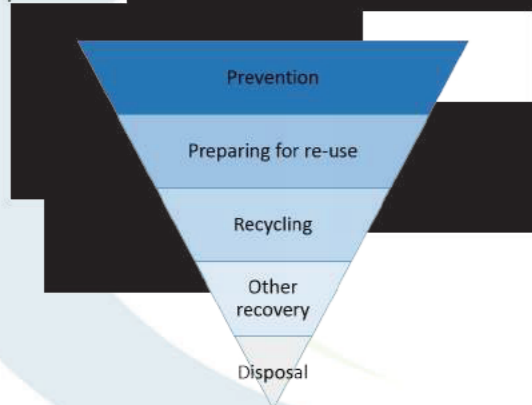 Prevention
Preparing for re-use
Recycling
Other
recovery
Disposal